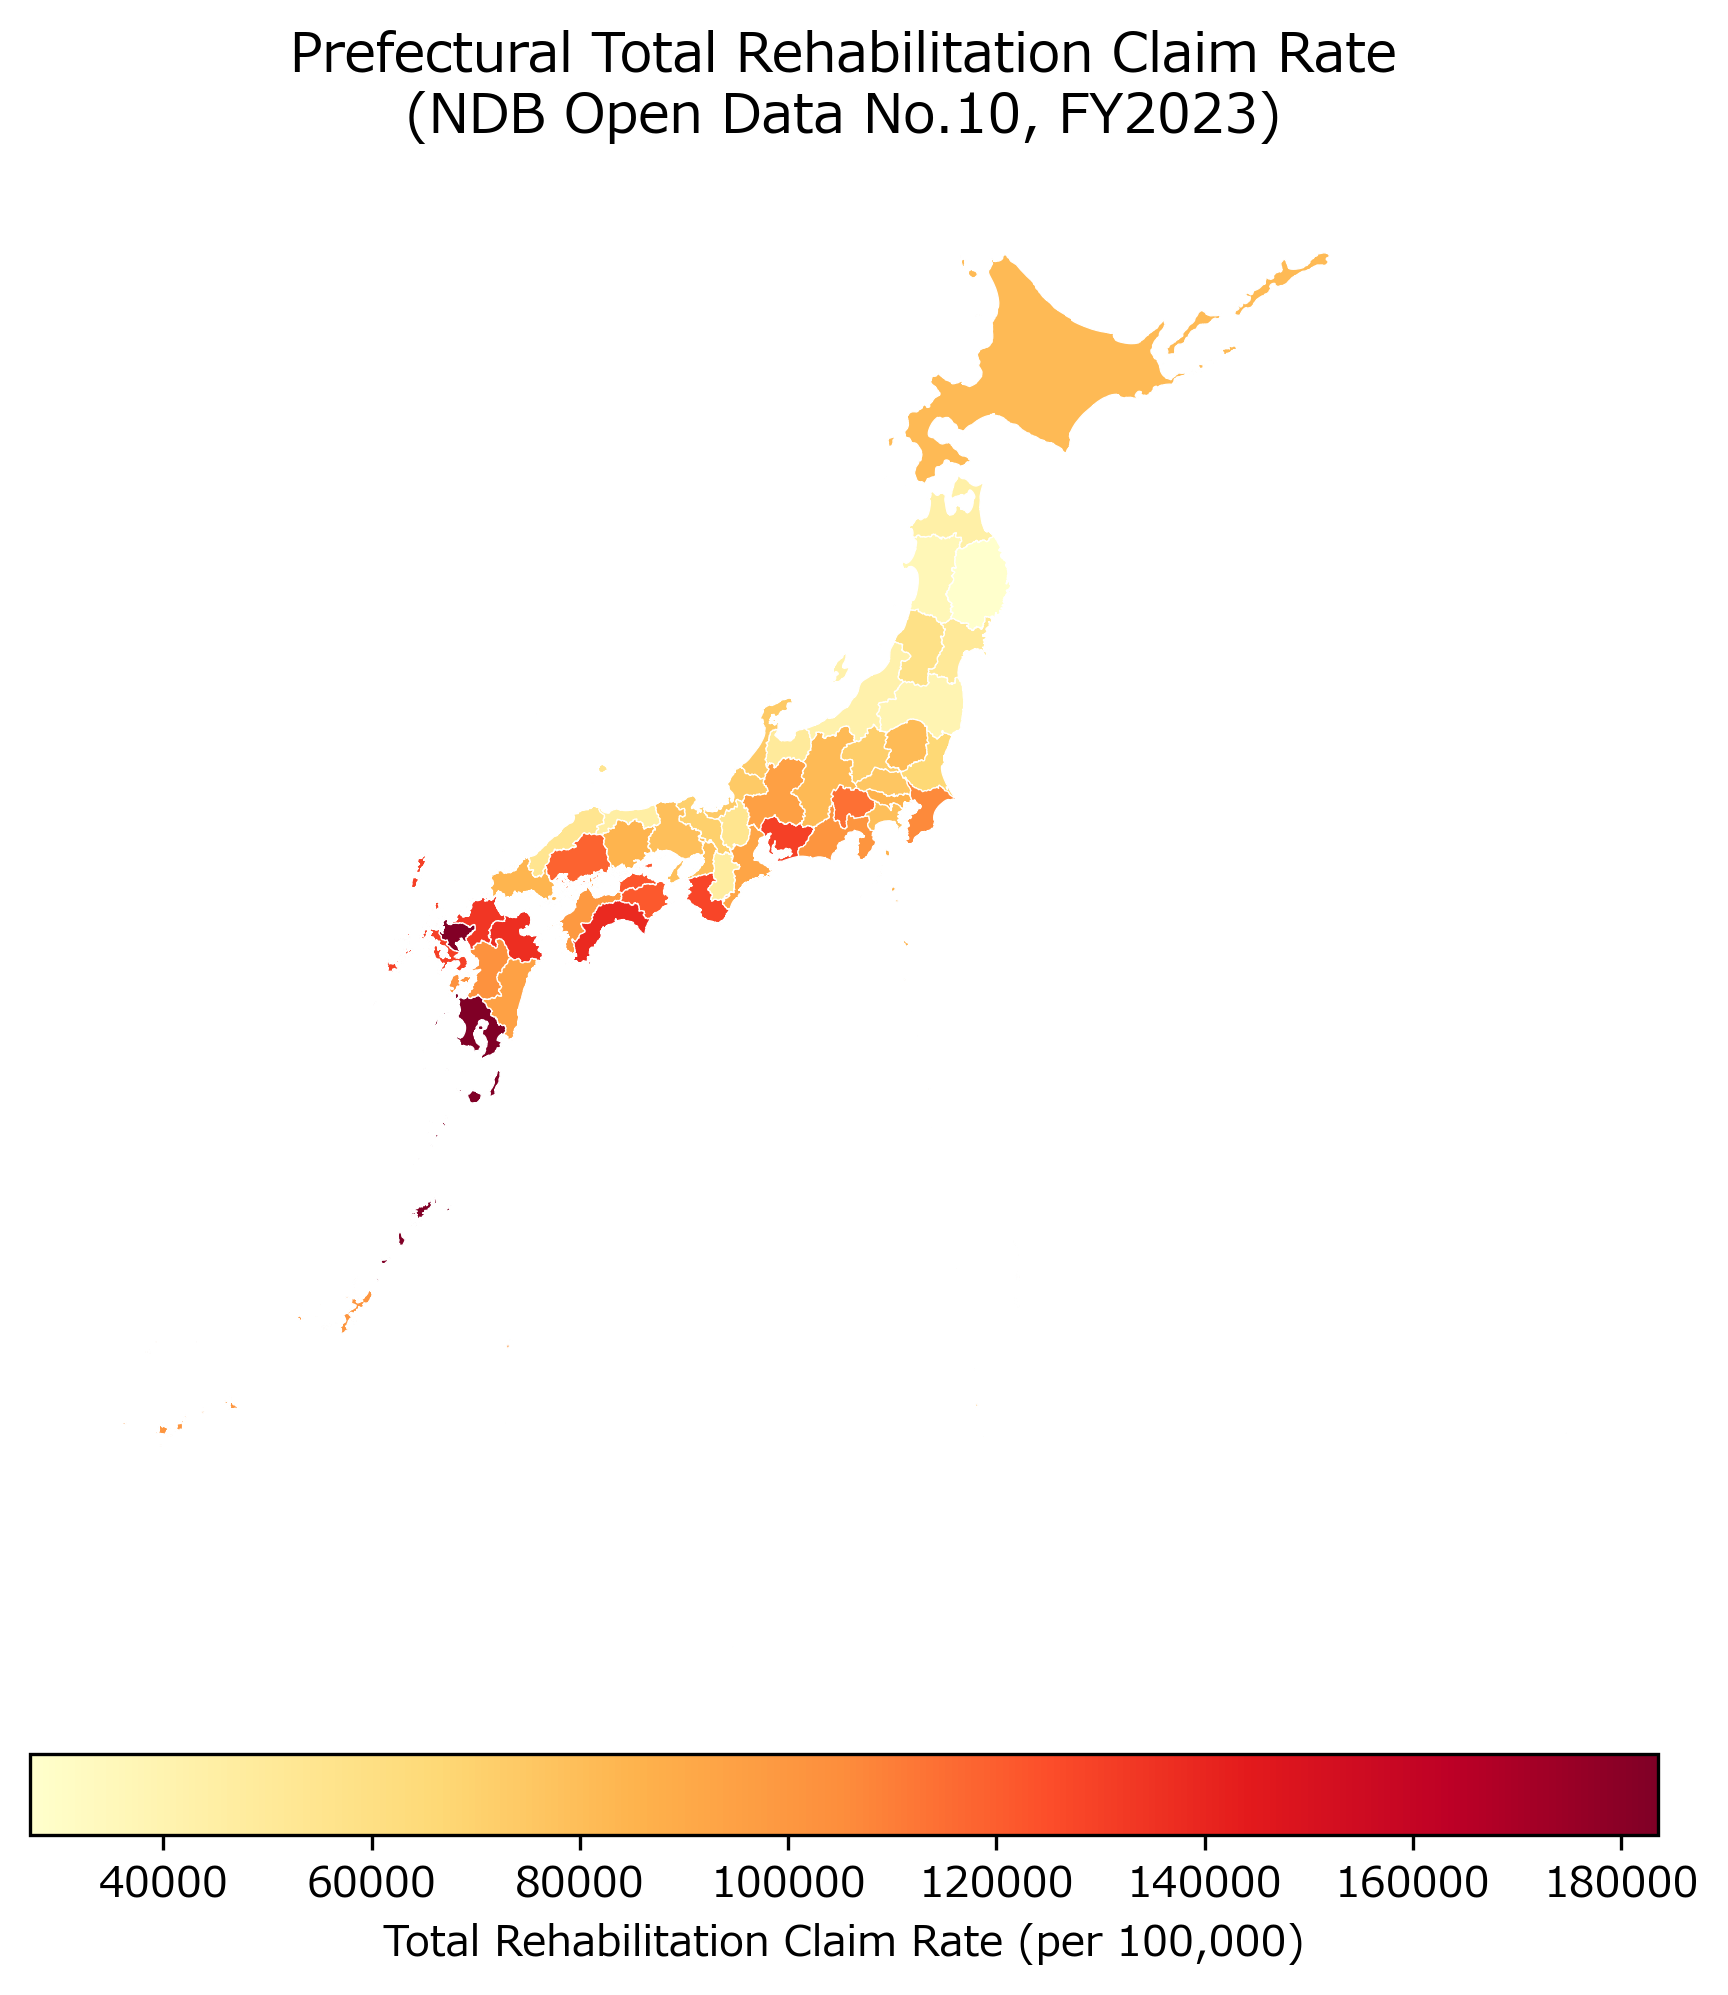 Prefectural Total Rehabilitation Claim Rate
(NDB Open Data No.10, FY2023)
40000 60000 80000 100000 120000 140000 160000 180000
Total Rehabilitation Claim Rate (per 100,000)